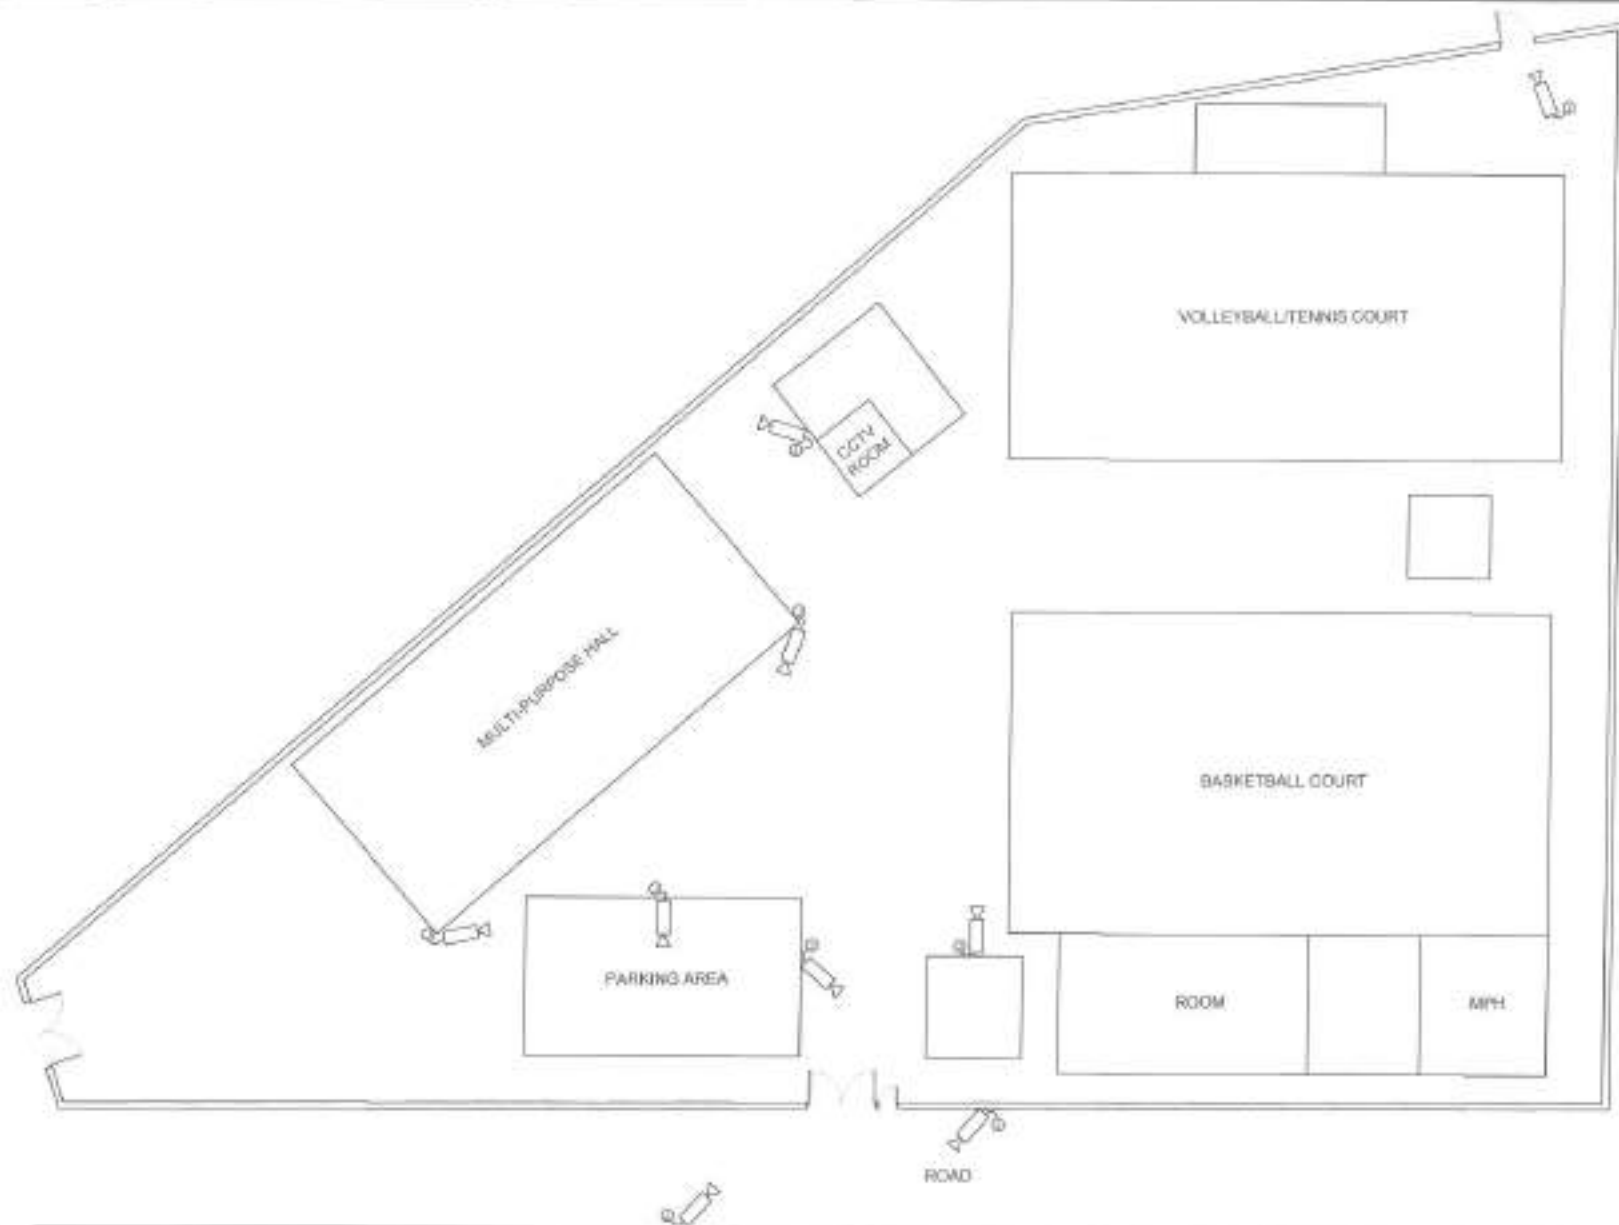 VOLLEYBALL/TENNIS COURT
CCTV
ROOM
MULTI-PURPOSE HALL
BASKETBALL COURT
PARKING AREA
ROOM
MPH
ROAD